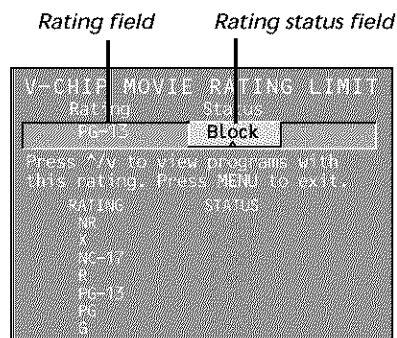 Rating field Rating status field
V-CHIP MOVIE RATING LIMIT
Rating Status
PG-13 Block
Press ^/v to view programs with
this rating. Press MENU to exit.
RATING STATUS
NR
X
NC-17
R
PG-13
PG
G